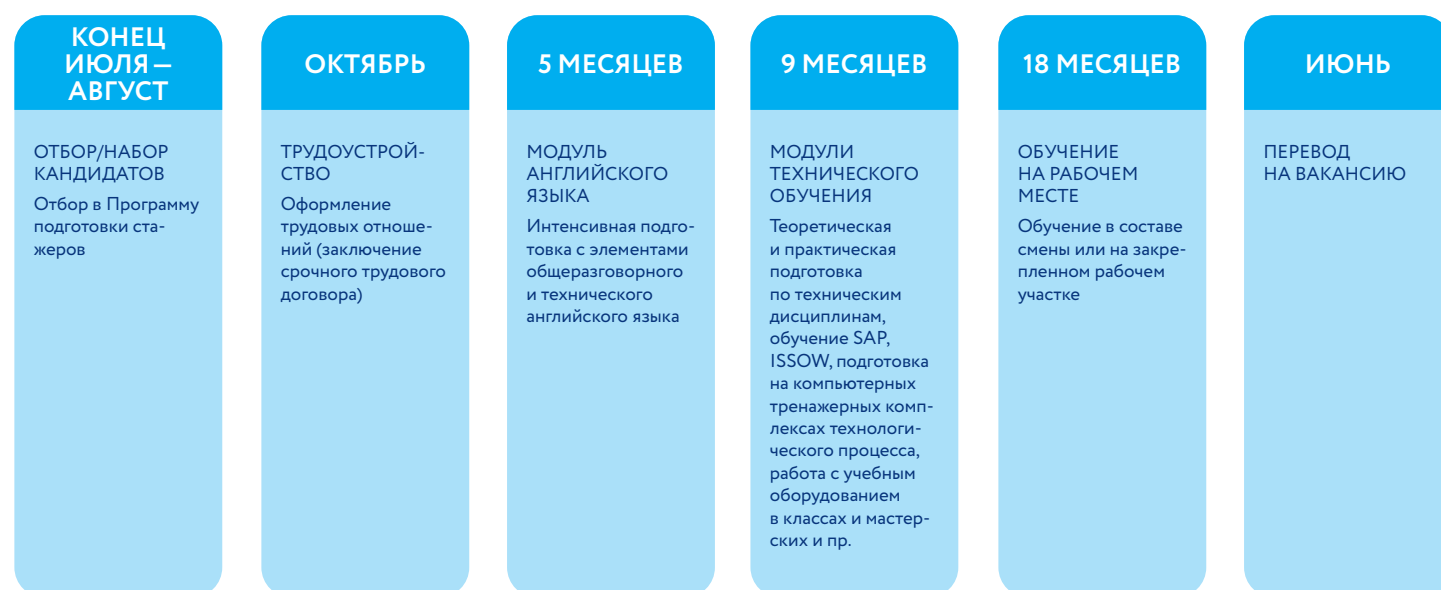 КОНЕЦ
ИЮЛЯ —
АВГУСТ
ОТБОР/НАБОР
КАНДИДАТОВ
Отбор в Программу
подготовки ста-
жеров
ОКТЯБРЬ
ТРУДОУСТРОЙ-
СТВО
Оформление
трудовых отноше-
ний (заключение
срочного трудового
договора)
5 МЕСЯЦЕВ
МОДУЛЬ
АНГЛИЙСКОГО
ЯЗЫКА
Интенсивная подго-
товка с элементами
общеразговорного
и технического
английского языка
9 МЕСЯЦЕВ
МОДУЛИ
ТЕХНИЧЕСКОГО
ОБУЧЕНИЯ
Теоретическая
и практическая
подготовка
по техническим
дисциплинам,
обучение SAP,
ISSOW, подготовка
на компьютерных
тренажерных комп-
лексах технологи-
ческого процесса,
работа с учебным
оборудованием
в классах и мастер-
ских и пр.
18 МЕСЯЦЕВ
ОБУЧЕНИЕ
НА РАБОЧЕМ
МЕСТЕ
Обучение в составе
смены или на закре-
пленном рабочем
участке
ИЮНЬ
ПЕРЕВОД
НА ВАКАНСИЮ